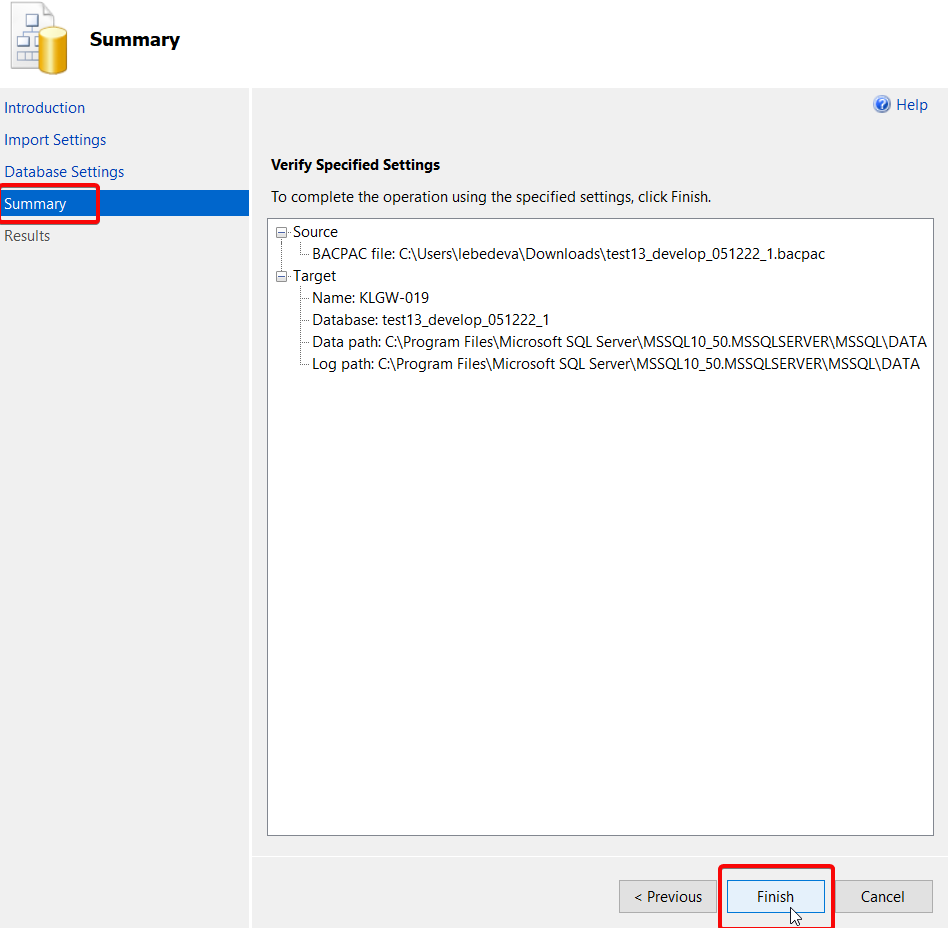 Summary
Introduction
Import Settings
Database Settings
Summary
Results
Help
Verify Specified Settings
To complete the operation using the specified settings, click Finish.
Source
BACPAC file: C:\Users\lebedeva\Downloads\test13_develop_051222_1.bacpac
Target
Name: KLGW-019
Database: test13_develop_051222_1
Data path: C:\Program Files\Microsoft SQL Server\MSSQL10_50.MSSQLSERVER\MSSQL\DATA
Log path: C:\Program Files\Microsoft SQL Server\MSSQL10_50.MSSQLSERVER\MSSQL\DATA
< Previous
Finish
Cancel